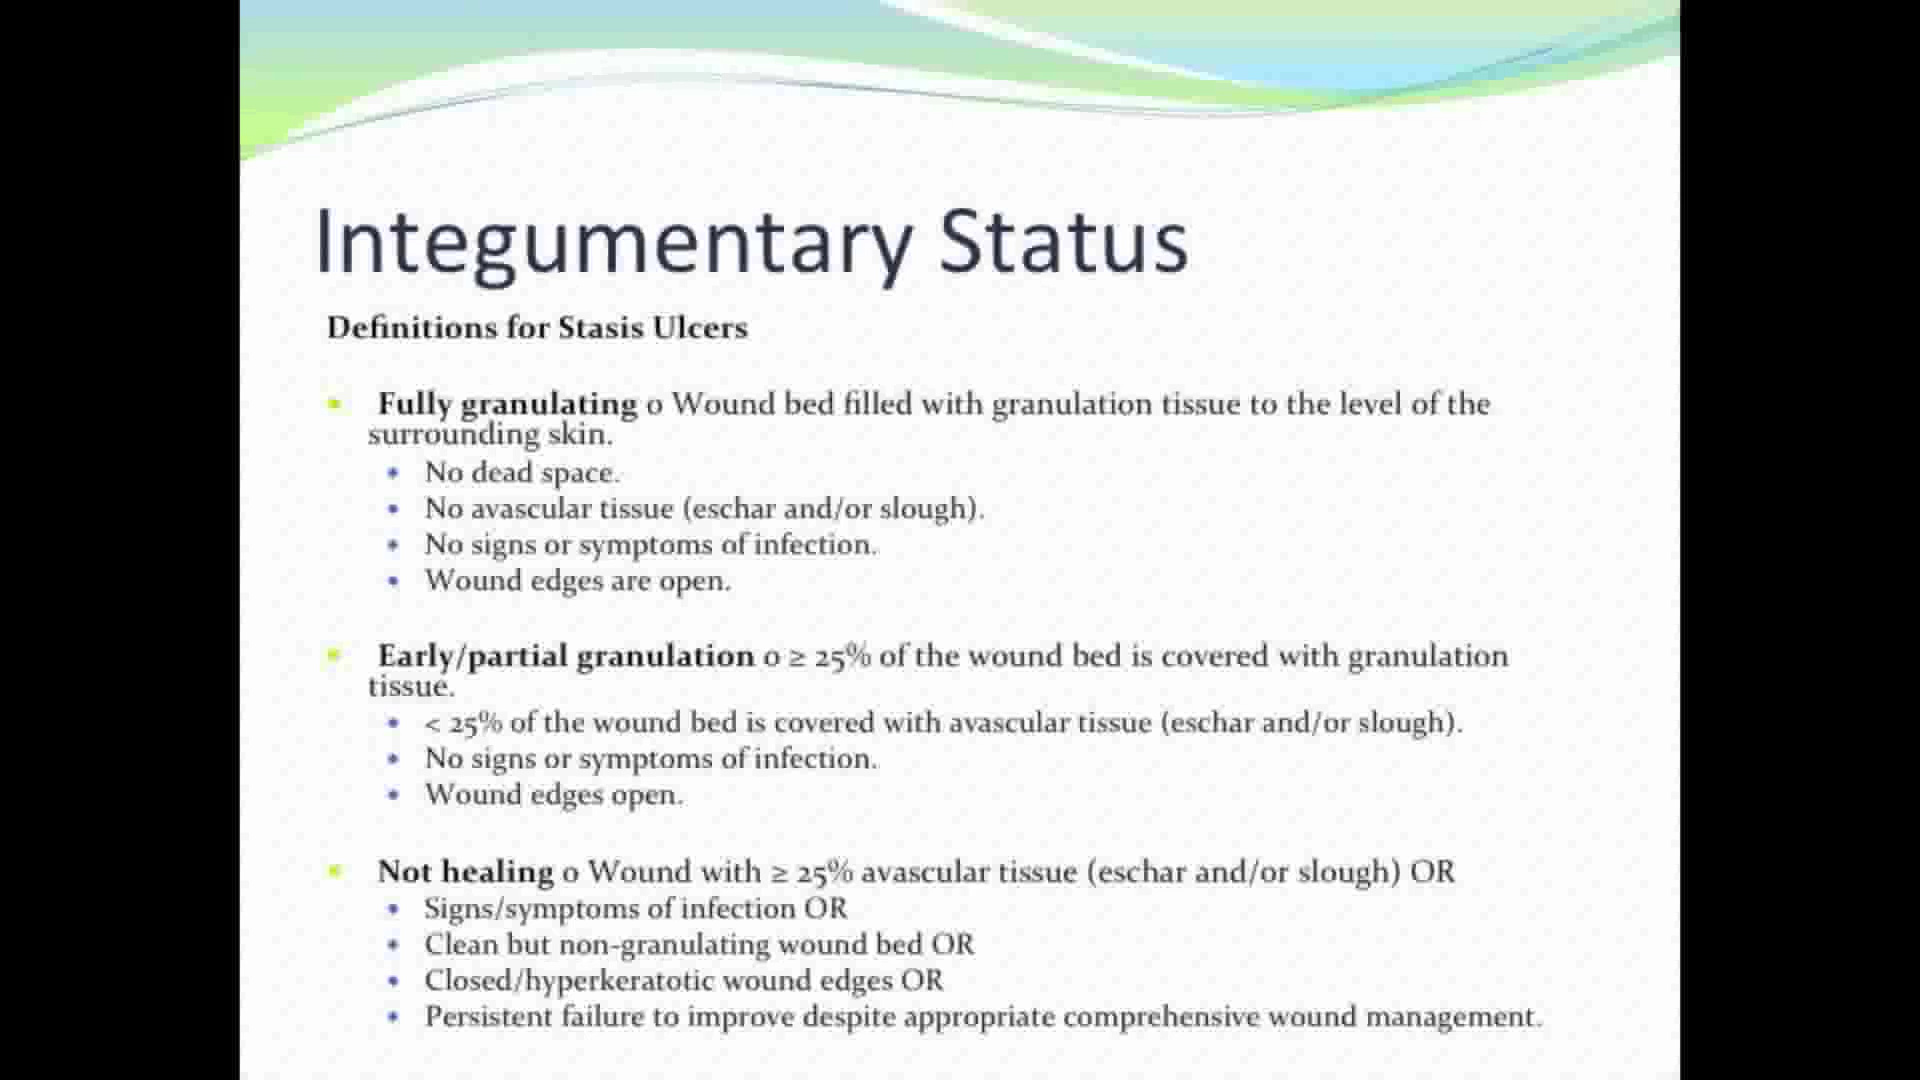 Integumentary Status
Definitions for Stasis Ulcers
Fully granulating o Wound bed filled with granulation tissue to the level of the
surrounding skin.
No dead space.
No avascular tissue (eschar and/or slough).
No signs or symptoms of infection.
Wound edges are open.
Early/partial granulation o ≥ 25% of the wound bed is covered with granulation
tissue.
< 25% of the wound bed is covered with avascular tissue (eschar and/or slough).
No signs or symptoms of infection.
Wound edges open.
Not healing o Wound with ≥ 25% avascular tissue (eschar and/or slough) OR
Signs/symptoms of infection OR
Clean but non-granulating wound bed OR
Closed/hyperkeratotic wound edges OR
Persistent failure to improve despite appropriate comprehensive wound management.